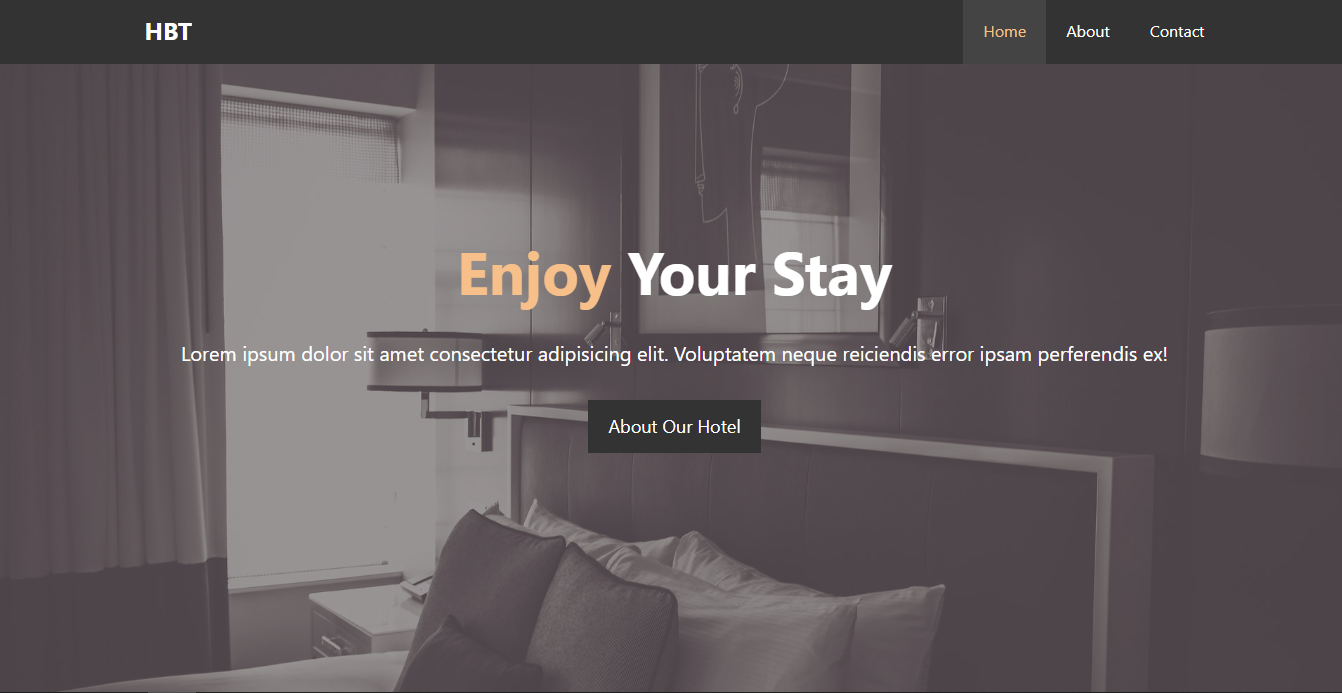 HBT
Home
About
Contact
Enjoy Your Stay
Lorem ipsum dolor sit amet consectetur adipisicing elit. Voluptatem neque reiciendis error ipsam perferendis ex!
About Our Hotel